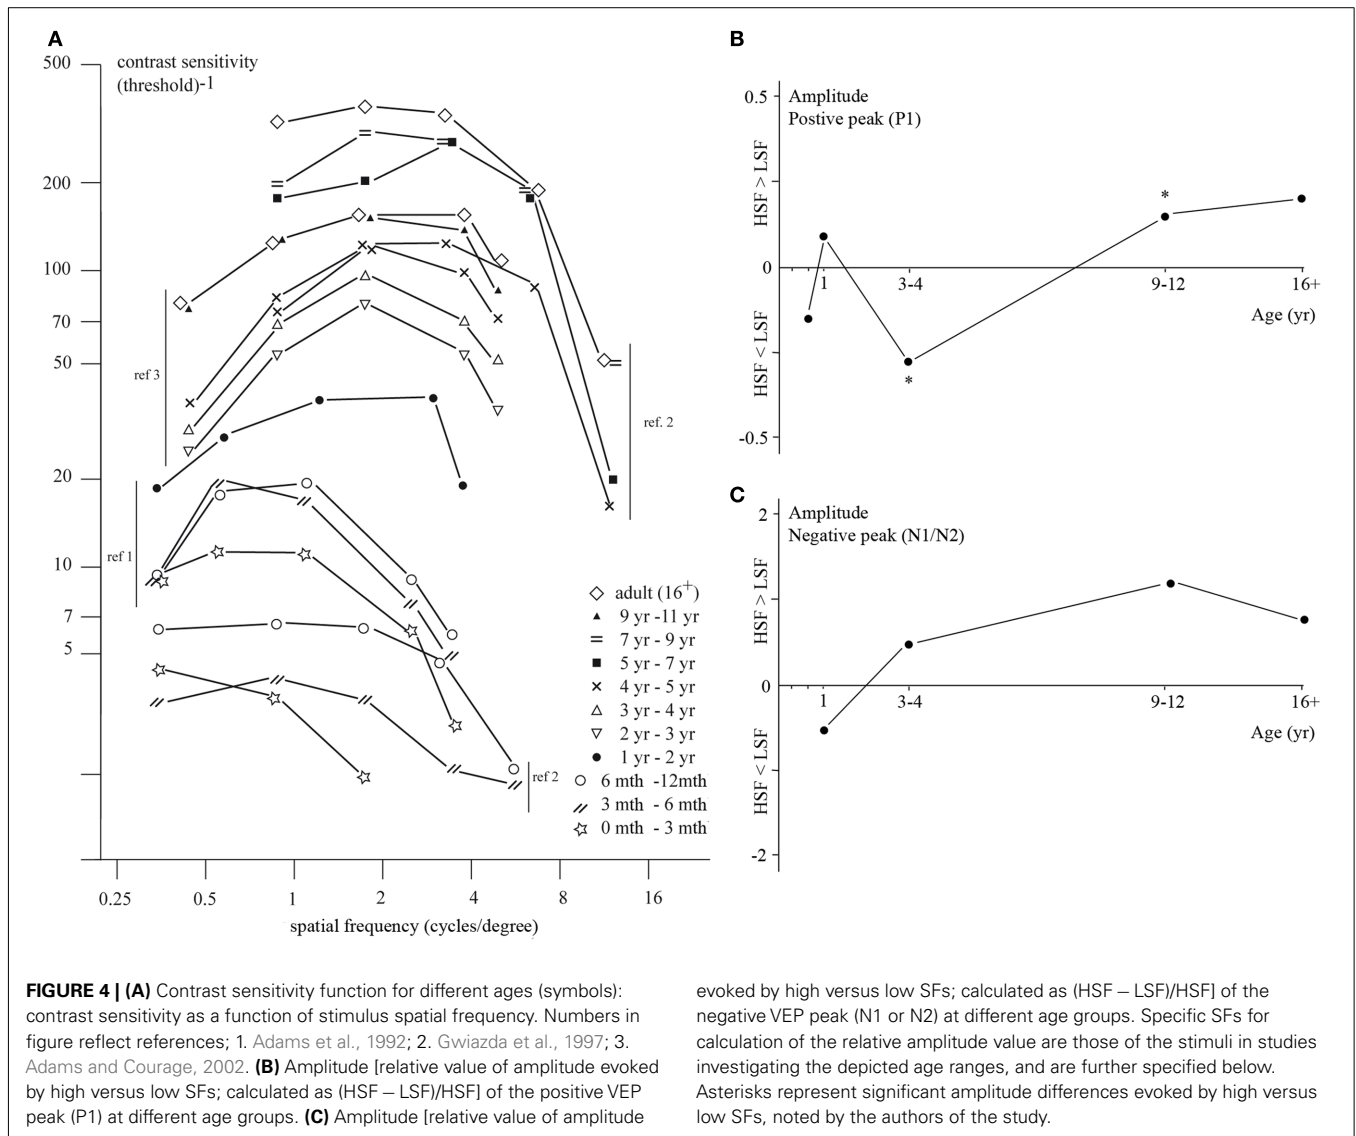 A
500
contrast sensitivity
(threshold)-1
200
100
70
50
20
10
7
5
ref 3
ref. 2
ref 1
ref 2
adult (16+)
9 yr -11 yr
7 yr - 9 yr
5 yr - 7 yr
4 yr - 5 yr
3 yr - 4 yr
2 yr - 3 yr
1 yr - 2 yr
6 mth -12mth
3 mth - 6 mth
0 mth - 3 mth
0.25 0.5 1 2 4 8 16
spatial frequency (cycles/degree)
B
0.5
Amplitude
Postive peak (P1)
HSF > LSF
*
0
1 3-4 9-12 16+
Age (yr)
HSF < LSF
*
-0.5
C
2
Amplitude
Negative peak (N1/N2)
HSF > LSF
0
1 3-4 9-12 16+
Age (yr)
HSF < LSF
-2
FIGURE 4 | (A) Contrast sensitivity function for different ages (symbols):
contrast sensitivity as a function of stimulus spatial frequency. Numbers in
figure reflect references; 1. Adams et al., 1992; 2. Gwiazda et al., 1997; 3.
Adams and Courage, 2002. (B) Amplitude [relative value of amplitude evoked
by high versus low SFs; calculated as (HSF – LSF)/HSF] of the positive VEP
peak (P1) at different age groups. (C) Amplitude [relative value of amplitude
evoked by high versus low SFs; calculated as (HSF – LSF)/HSF] of the
negative VEP peak (N1 or N2) at different age groups. Specific SFs for
calculation of the relative amplitude value are those of the stimuli in studies
investigating the depicted age ranges, and are further specified below.
Asterisks represent significant amplitude differences evoked by high versus
low SFs, noted by the authors of the study.